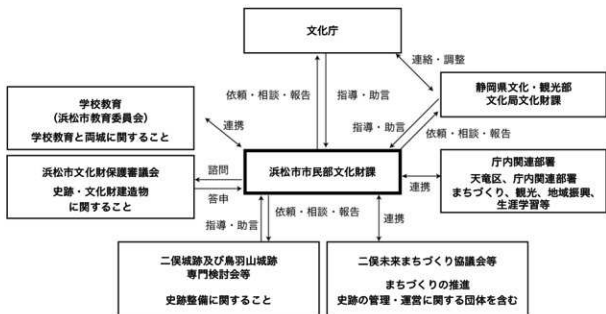 文化庁
連絡・調整
静岡県文化・観光部
文化局文化財課
依頼・相談・報告
指導・助言
学校教育
（浜松市教育委員会）
学校教育と両城に関すること
連携
指導・助言
依頼・相談・報告
浜松市文化財保護審議会
史跡・文化財建造物
に関すること
諮問
答申
浜松市市民部文化財課
連携
庁内関連部署
天竜区、庁内関連部署
まちづくり、観光、地域振興、
生涯学習等
指導・助言
依頼・相談・報告
連携
二俣城跡及び鳥羽山城跡
専門検討会等
史跡整備に関すること
二俣未来まちづくり協議会等
まちづくりの推進
史跡の管理・運営に関する団体を含む